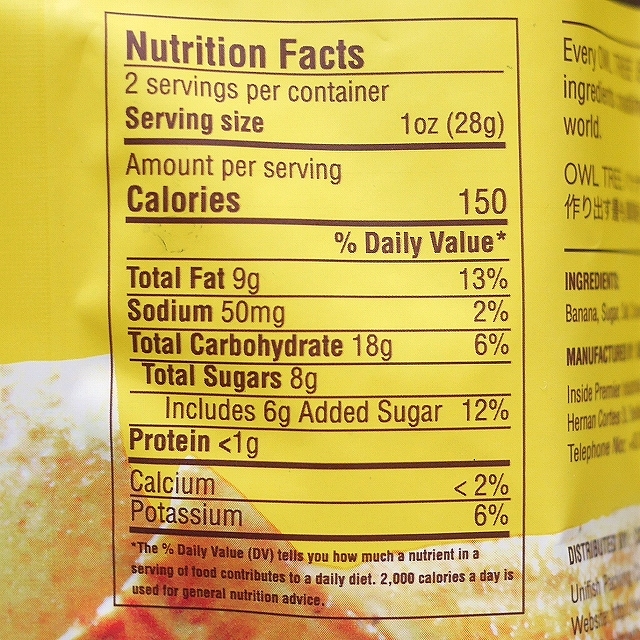 Nutrition Facts
2 servings per container
Serving size 1oz (28g)
Amount per serving
Calories 150
% Daily Value*
Total Fat 9g 13%
Sodium 50mg 2%
Total Carbohydrate 18g 6%
Total Sugars 8g
Includes 6g Added Sugar 12%
Protein <1g
Calcium < 2%
Potassium 6%
*The % Daily Value (DV) tells you how much a nutrient in a
serving of food contributes to a daily diet. 2,000 calories a day is
used for general nutrition advice.
Every
ingredients
world.
OWL TREE
作り出す
INGREDIENTS:
Banana, Sugar,
MANUFACTURED
Inside Premier
Hernan Cortes
Telephone
DISTRIBUTED
Unifish